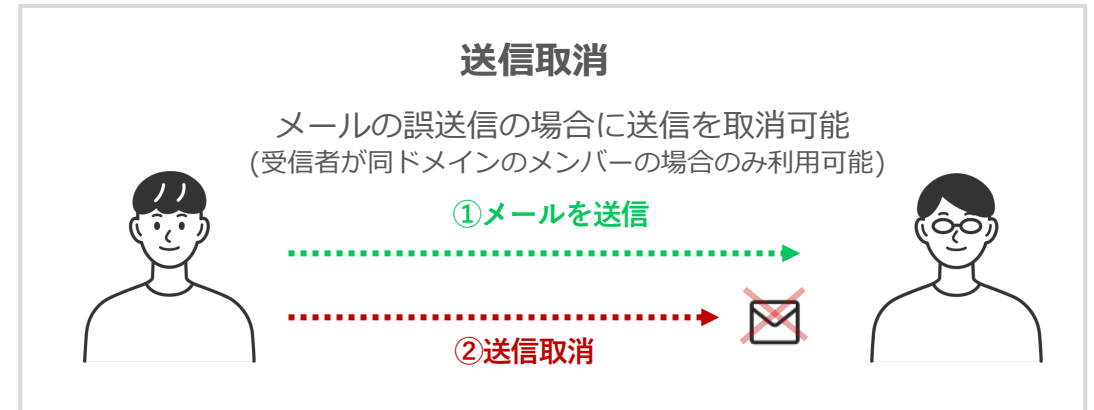 送信取消
メールの誤送信の場合に送信を取消可能
(受信者が同ドメインのメンバーの場合のみ利用可能)
①メールを送信
②送信取消